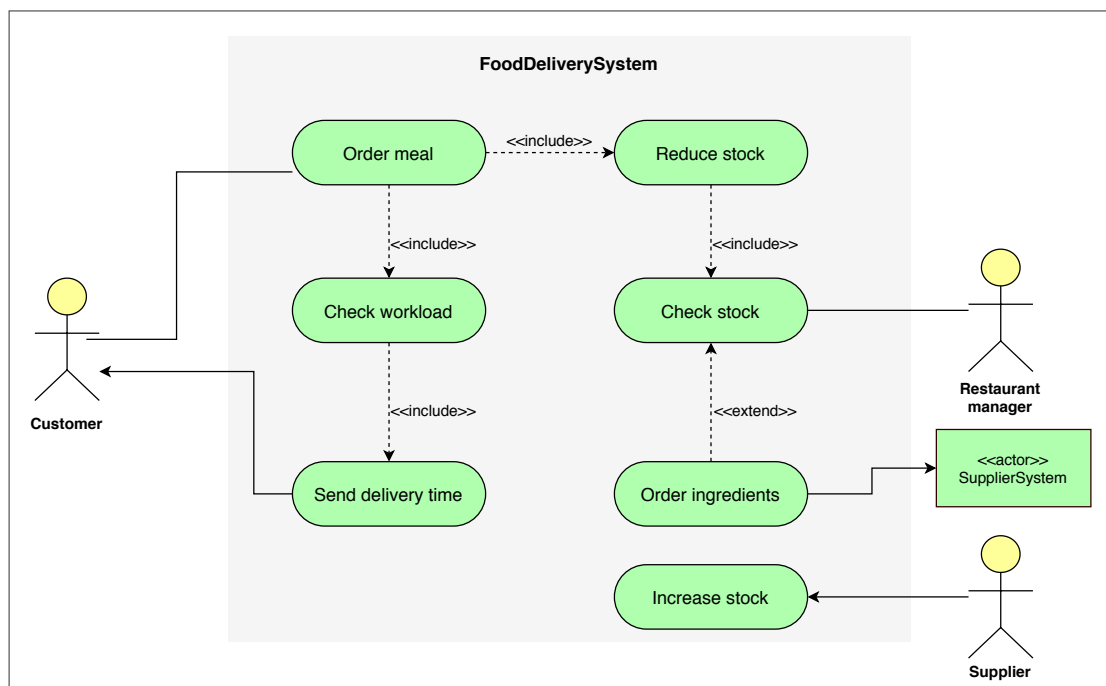 FoodDeliverySystem
Order meal
<<include>>
Reduce stock
<<include>>
<<include>>
Check workload
Check stock
Customer
Restaurant
manager
<<include>>
<<extend>>
<<actor>>
SupplierSystem
Send delivery time
Order ingredients
Increase stock
Supplier